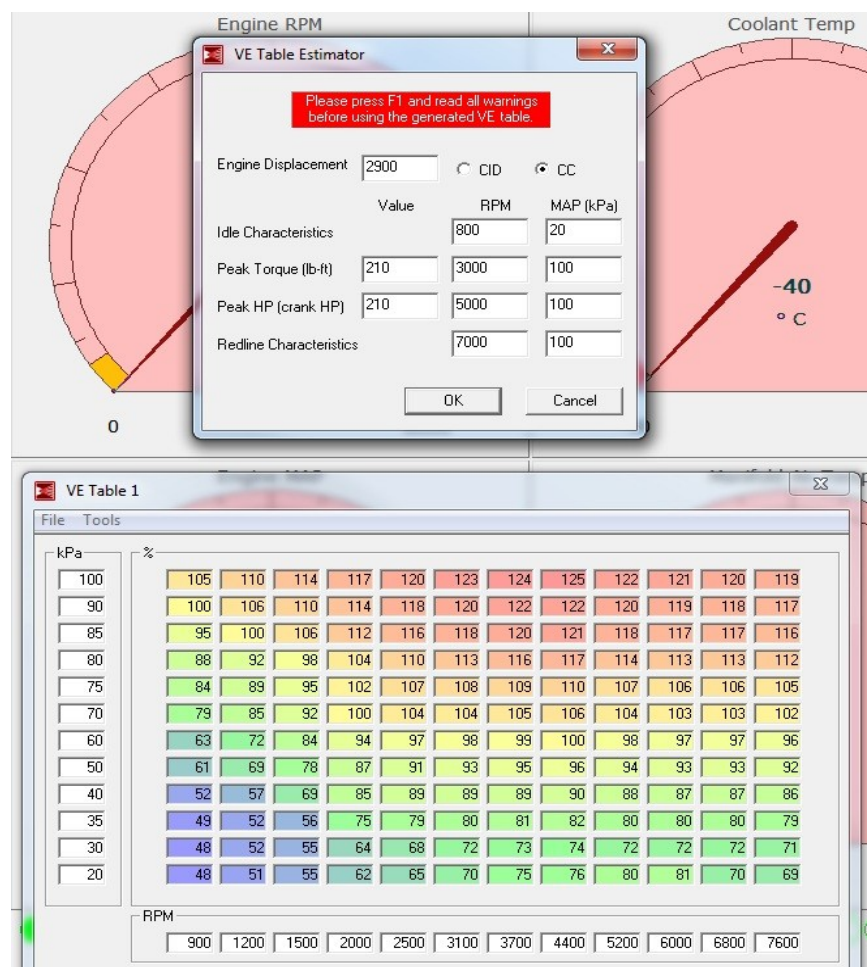 Engine RPM
Coolant Temp
VE Table Estimator
Please press F1 and read all warnings
before using the generated VE table.
Engine Displacement 2900 CID CC
Value RPM MAP (kPa)
Idle Characteristics 800 20
Peak Torque (lb-ft) 210 3000 100
Peak HP (crank HP) 210 5000 100
Redline Characteristics 7000 100
OK Cancel
-40
° C
0
Engine MAP
VE Table 1
File Tools
kPa %
100 105 110 114 117 120 123 124 125 122 121 120 119
90 100 106 110 114 118 120 122 122 120 119 118 117
85 95 100 106 112 116 118 120 121 118 117 117 116
80 88 92 98 104 110 113 116 117 114 113 113 112
75 84 89 95 102 107 108 109 110 107 106 106 105
70 79 85 92 100 104 104 105 106 104 103 103 102
60 63 72 84 94 97 98 99 100 98 97 97 96
50 61 69 78 87 91 93 95 96 94 93 93 92
40 52 57 69 85 89 89 89 90 88 87 87 86
35 49 52 56 75 79 80 81 82 80 80 80 79
30 48 52 55 64 68 72 73 74 72 72 72 71
20 48 51 55 62 65 70 75 76 80 81 70 69
RPM
900 1200 1500 2000 2500 3100 3700 4400 5200 6000 6800 7600